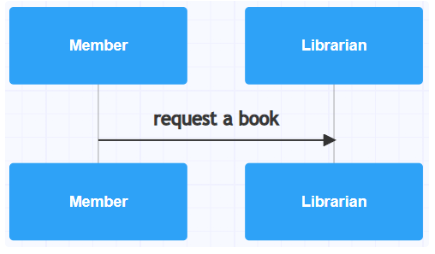 Member
Librarian
request a book
Member
Librarian